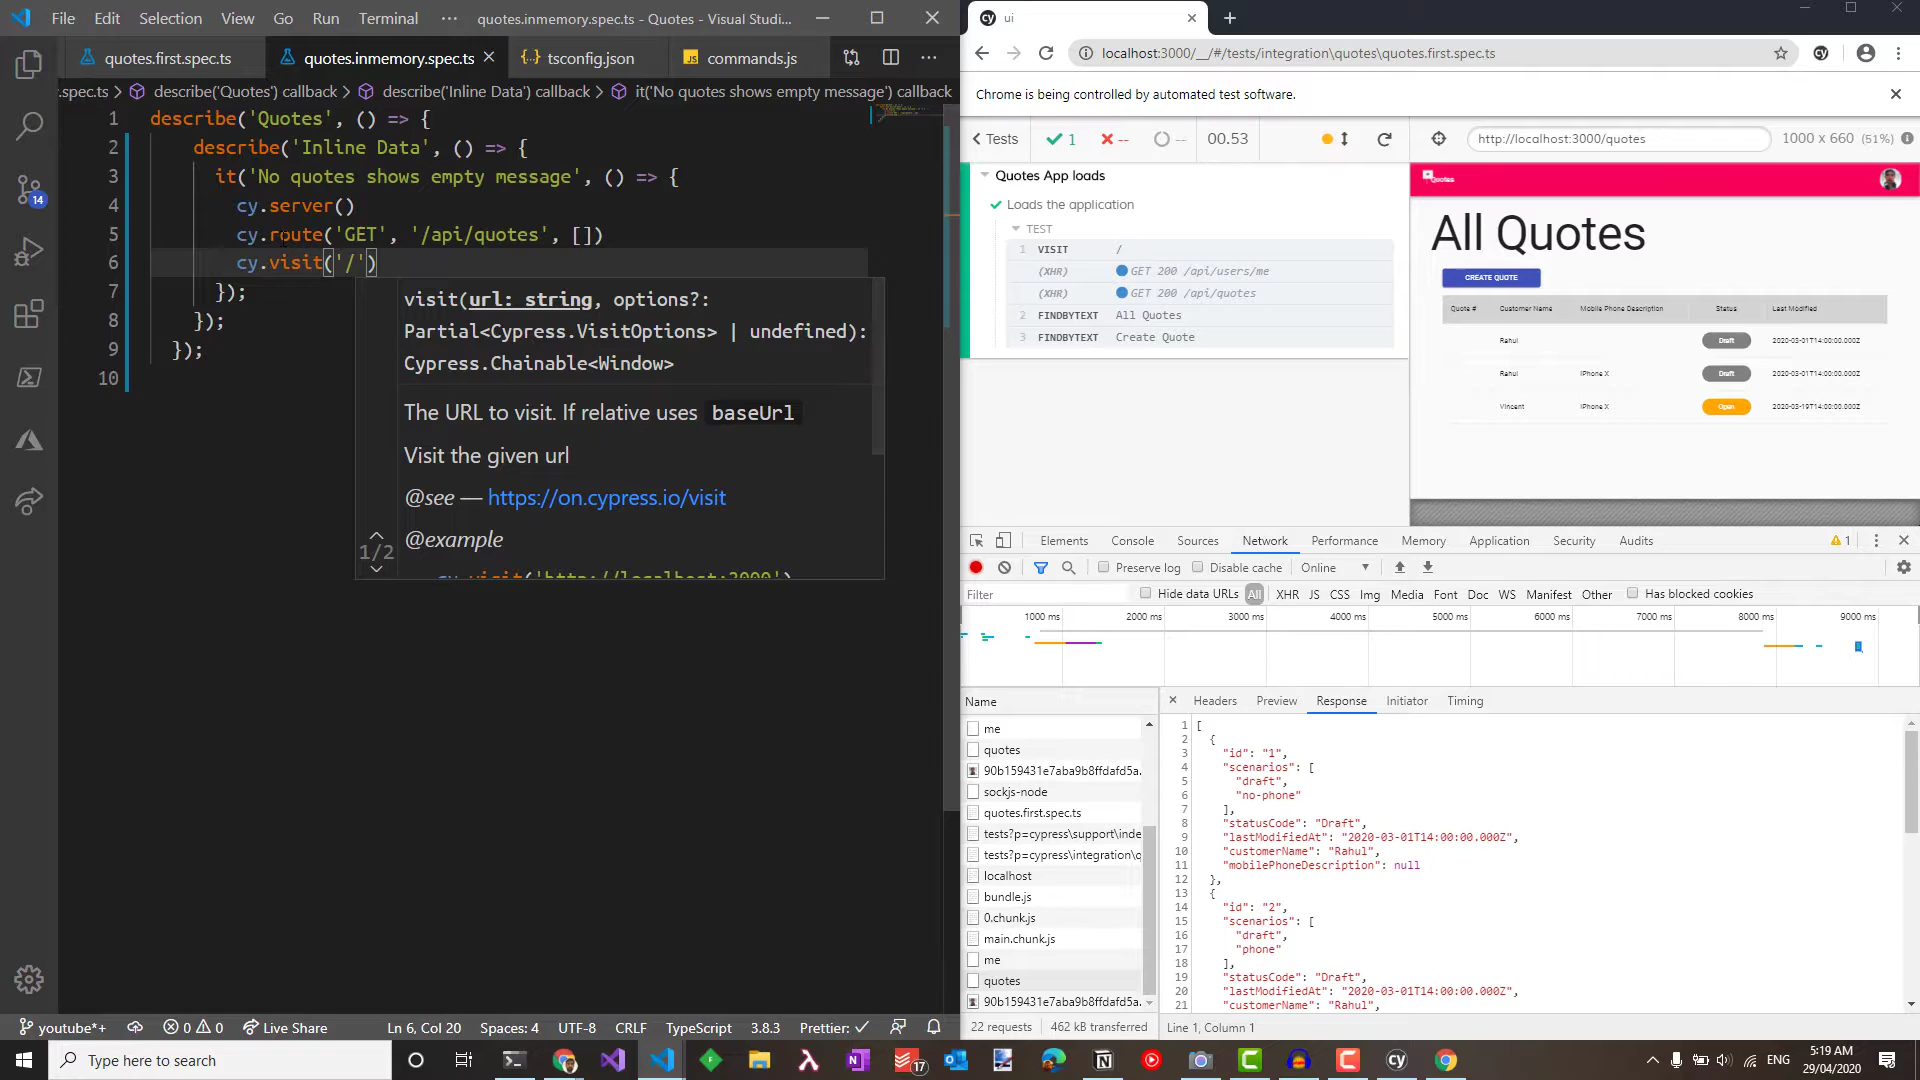 File Edit Selection View Go Run Terminal ··· quotes.inmemory.spec.ts - Quotes - Visual Studi...
quotes.first.spec.ts quotes.inmemory.spec.ts tsconfig.json commands.js
.spec.ts > describe('Quotes') callback > describe('Inline Data') callback > it('No quotes shows empty message') callback
1 describe('Quotes', () => {
2 describe('Inline Data', () => {
3 it('No quotes shows empty message', () => {
4 cy.server()
5 cy.route('GET', '/api/quotes', [])
6 cy.visit('/')
7 });
8 });
9 });
10
visit(url: string, options?:
Partial<Cypress.VisitOptions> | undefined):
Cypress.Chainable<Window>
The URL to visit. If relative uses baseUrl
Visit the given url
@see — https://on.cypress.io/visit
@example
1/2
cy.visit('http://localhost:3000')
14
youtube*+ 0 0 Live Share Ln 6, Col 20 Spaces: 4 UTF-8 CRLF TypeScript 3.8.3 Prettier: ✓
cy ui
localhost:3000/__/#/tests/integration\quotes\quotes.first.spec.ts
Chrome is being controlled by automated test software.
< Tests 1 -- -- 00.53 http://localhost:3000/quotes 1000 x 660 (51%)
Quotes App loads
Loads the application
TEST
1 VISIT /
(XHR) GET 200 /api/users/me
(XHR) GET 200 /api/quotes
2 FINDBYTEXT All Quotes
3 FINDBYTEXT Create Quote
Quotes
All Quotes
CREATE QUOTE
Quote # Customer Name Mobile Phone Description Status Last Modified
Rahul Draft 2020-03-01T14:00:00.000Z
Rahul iPhone X Draft 2020-03-01T14:00:00.000Z
Vincent iPhone X Open 2020-03-19T14:00:00.000Z
Elements Console Sources Network Performance Memory Application Security Audits 1
Preserve log Disable cache Online
Filter Hide data URLs All XHR JS CSS Img Media Font Doc WS Manifest Other Has blocked cookies
1000 ms 2000 ms 3000 ms 4000 ms 5000 ms 6000 ms 7000 ms 8000 ms 9000 ms
Name
me
quotes
90b159431e7aba9b8ffdafd5a.
sockjs-node
quotes.first.spec.ts
tests?p=cypress\support\inde
tests?p=cypress\integration\q
localhost
bundle.js
0.chunk.js
main.chunk.js
me
quotes
90b159431e7aba9b8ffdafd5a.
22 requests 462 kB transferred
Headers Preview Response Initiator Timing
1 [
2 {
3 "id": "1",
4 "scenarios": [
5 "draft",
6 "no-phone"
7 ],
8 "statusCode": "Draft",
9 "lastModifiedAt": "2020-03-01T14:00:00.000Z",
10 "customerName": "Rahul",
11 "mobilePhoneDescription": null
12 },
13 {
14 "id": "2",
15 "scenarios": [
16 "draft",
17 "phone"
18 ],
19 "statusCode": "Draft",
20 "lastModifiedAt": "2020-03-01T14:00:00.000Z",
21 "customerName": "Rahul",
Line 1, Column 1
Type here to search
17
cy
ENG
5:19 AM
29/04/2020